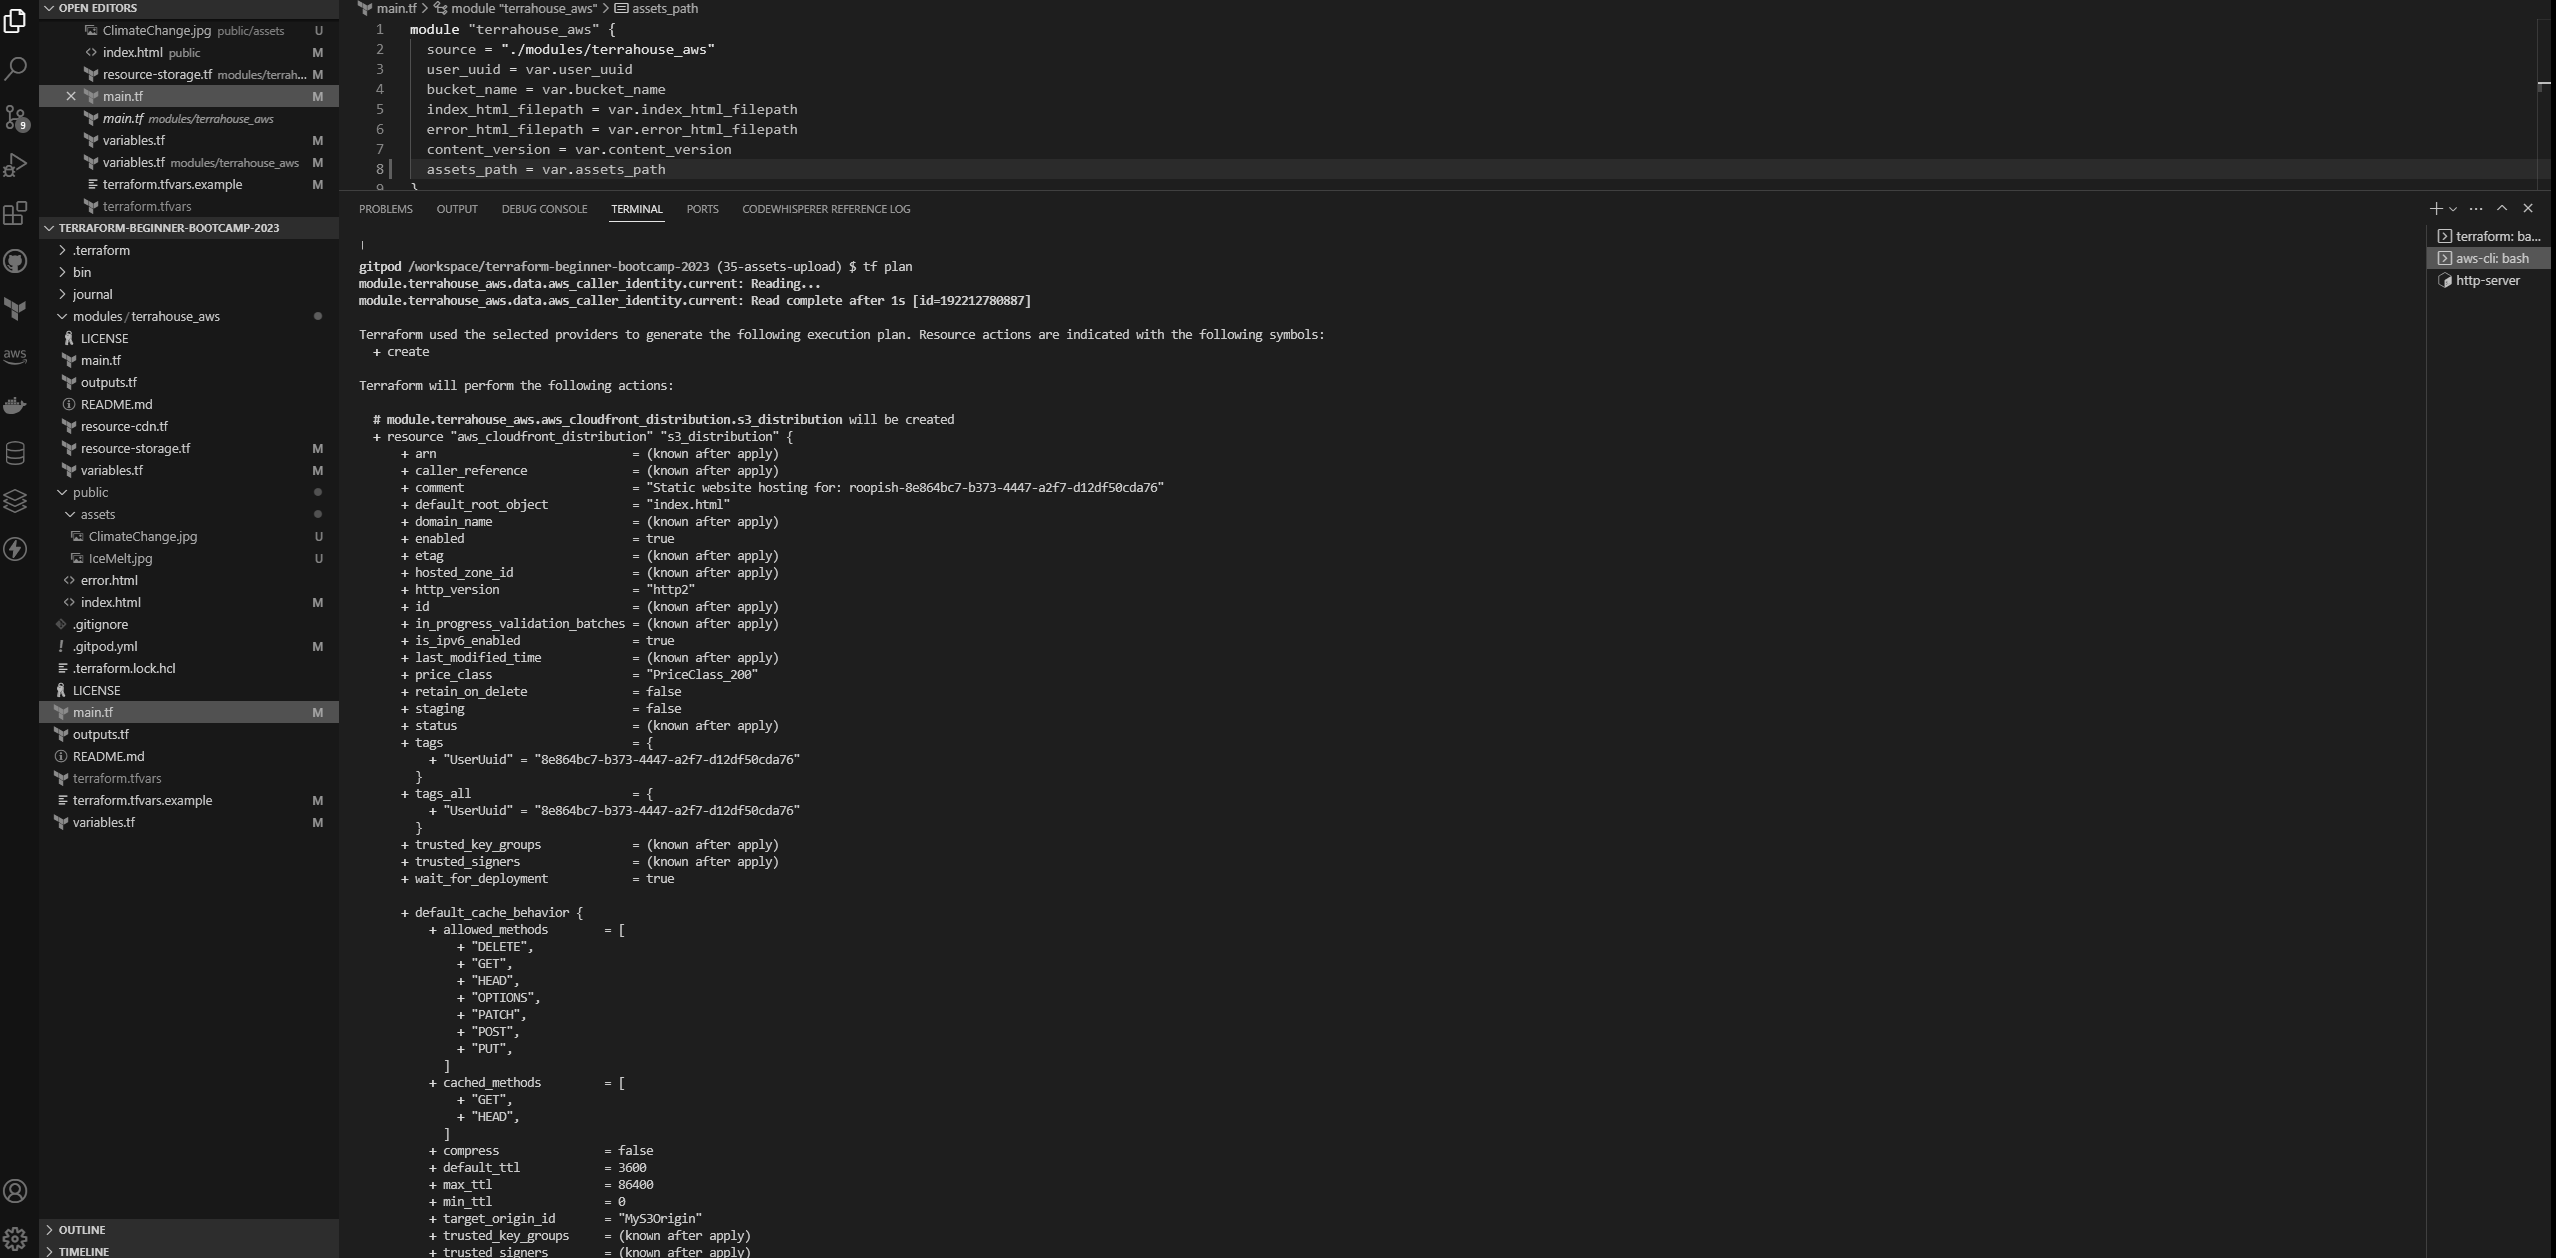 OPEN EDITORS
ClimateChange.jpg public/assets U
index.html public M
resource-storage.tf modules/terrah... M
main.tf M
main.tf modules/terrahouse_aws
variables.tf M
variables.tf modules/terrahouse_aws M
terraform.tfvars.example M
terraform.tfvars
TERRAFORM-BEGINNER-BOOTCAMP-2023
.terraform
bin
journal
modules / terrahouse_aws
LICENSE
main.tf
outputs.tf
README.md
resource-cdn.tf
resource-storage.tf M
variables.tf M
public
assets
ClimateChange.jpg U
IceMelt.jpg U
error.html
index.html M
.gitignore
.gitpod.yml M
.terraform.lock.hcl
LICENSE
main.tf M
outputs.tf
README.md
terraform.tfvars
terraform.tfvars.example M
variables.tf M
OUTLINE
TIMELINE
9
aws
main.tf > module "terrahouse_aws" > assets_path
1 module "terrahouse_aws" {
2 source = "./modules/terrahouse_aws"
3 user_uuid = var.user_uuid
4 bucket_name = var.bucket_name
5 index_html_filepath = var.index_html_filepath
6 error_html_filepath = var.error_html_filepath
7 content_version = var.content_version
8 assets_path = var.assets_path
9 }
PROBLEMS OUTPUT DEBUG CONSOLE TERMINAL PORTS CODEWHISPERER REFERENCE LOG
gitpod /workspace/terraform-beginner-bootcamp-2023 (35-assets-upload) $ tf plan
module.terrahouse_aws.data.aws_caller_identity.current: Reading...
module.terrahouse_aws.data.aws_caller_identity.current: Read complete after 1s [id=192212780887]
Terraform used the selected providers to generate the following execution plan. Resource actions are indicated with the following symbols:
+ create
Terraform will perform the following actions:
# module.terrahouse_aws.aws_cloudfront_distribution.s3_distribution will be created
+ resource "aws_cloudfront_distribution" "s3_distribution" {
+ arn = (known after apply)
+ caller_reference = (known after apply)
+ comment = "Static website hosting for: roopish-8e864bc7-b373-4447-a2f7-d12df50cda76"
+ default_root_object = "index.html"
+ domain_name = (known after apply)
+ enabled = true
+ etag = (known after apply)
+ hosted_zone_id = (known after apply)
+ http_version = "http2"
+ id = (known after apply)
+ in_progress_validation_batches = (known after apply)
+ is_ipv6_enabled = true
+ last_modified_time = (known after apply)
+ price_class = "PriceClass_200"
+ retain_on_delete = false
+ staging = false
+ status = (known after apply)
+ tags = {
+ "UserUuid" = "8e864bc7-b373-4447-a2f7-d12df50cda76"
}
+ tags_all = {
+ "UserUuid" = "8e864bc7-b373-4447-a2f7-d12df50cda76"
}
+ trusted_key_groups = (known after apply)
+ trusted_signers = (known after apply)
+ wait_for_deployment = true
+ default_cache_behavior {
+ allowed_methods = [
+ "DELETE",
+ "GET",
+ "HEAD",
+ "OPTIONS",
+ "PATCH",
+ "POST",
+ "PUT",
]
+ cached_methods = [
+ "GET",
+ "HEAD",
]
+ compress = false
+ default_ttl = 3600
+ max_ttl = 86400
+ min_ttl = 0
+ target_origin_id = "MyS3Origin"
+ trusted_key_groups = (known after apply)
+ trusted_signers = (known after apply)
terraform: ba...
aws-cli: bash
http-server